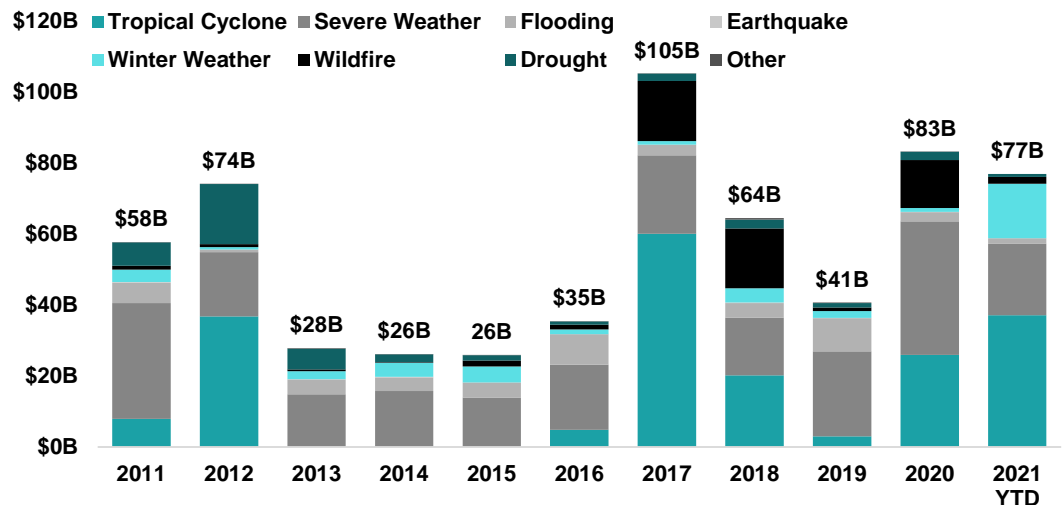 $120B
Tropical Cyclone Severe Weather Flooding Earthquake
Winter Weather Wildfire Drought Other
$105B
$100B
$83B
$80B
$77B
$74B
$64B
$60B
$58B
$41B
$40B
$35B
$28B
$26B
26B
$20B
$0B
2011 2012 2013 2014 2015 2016 2017 2018 2019 2020 2021
YTD